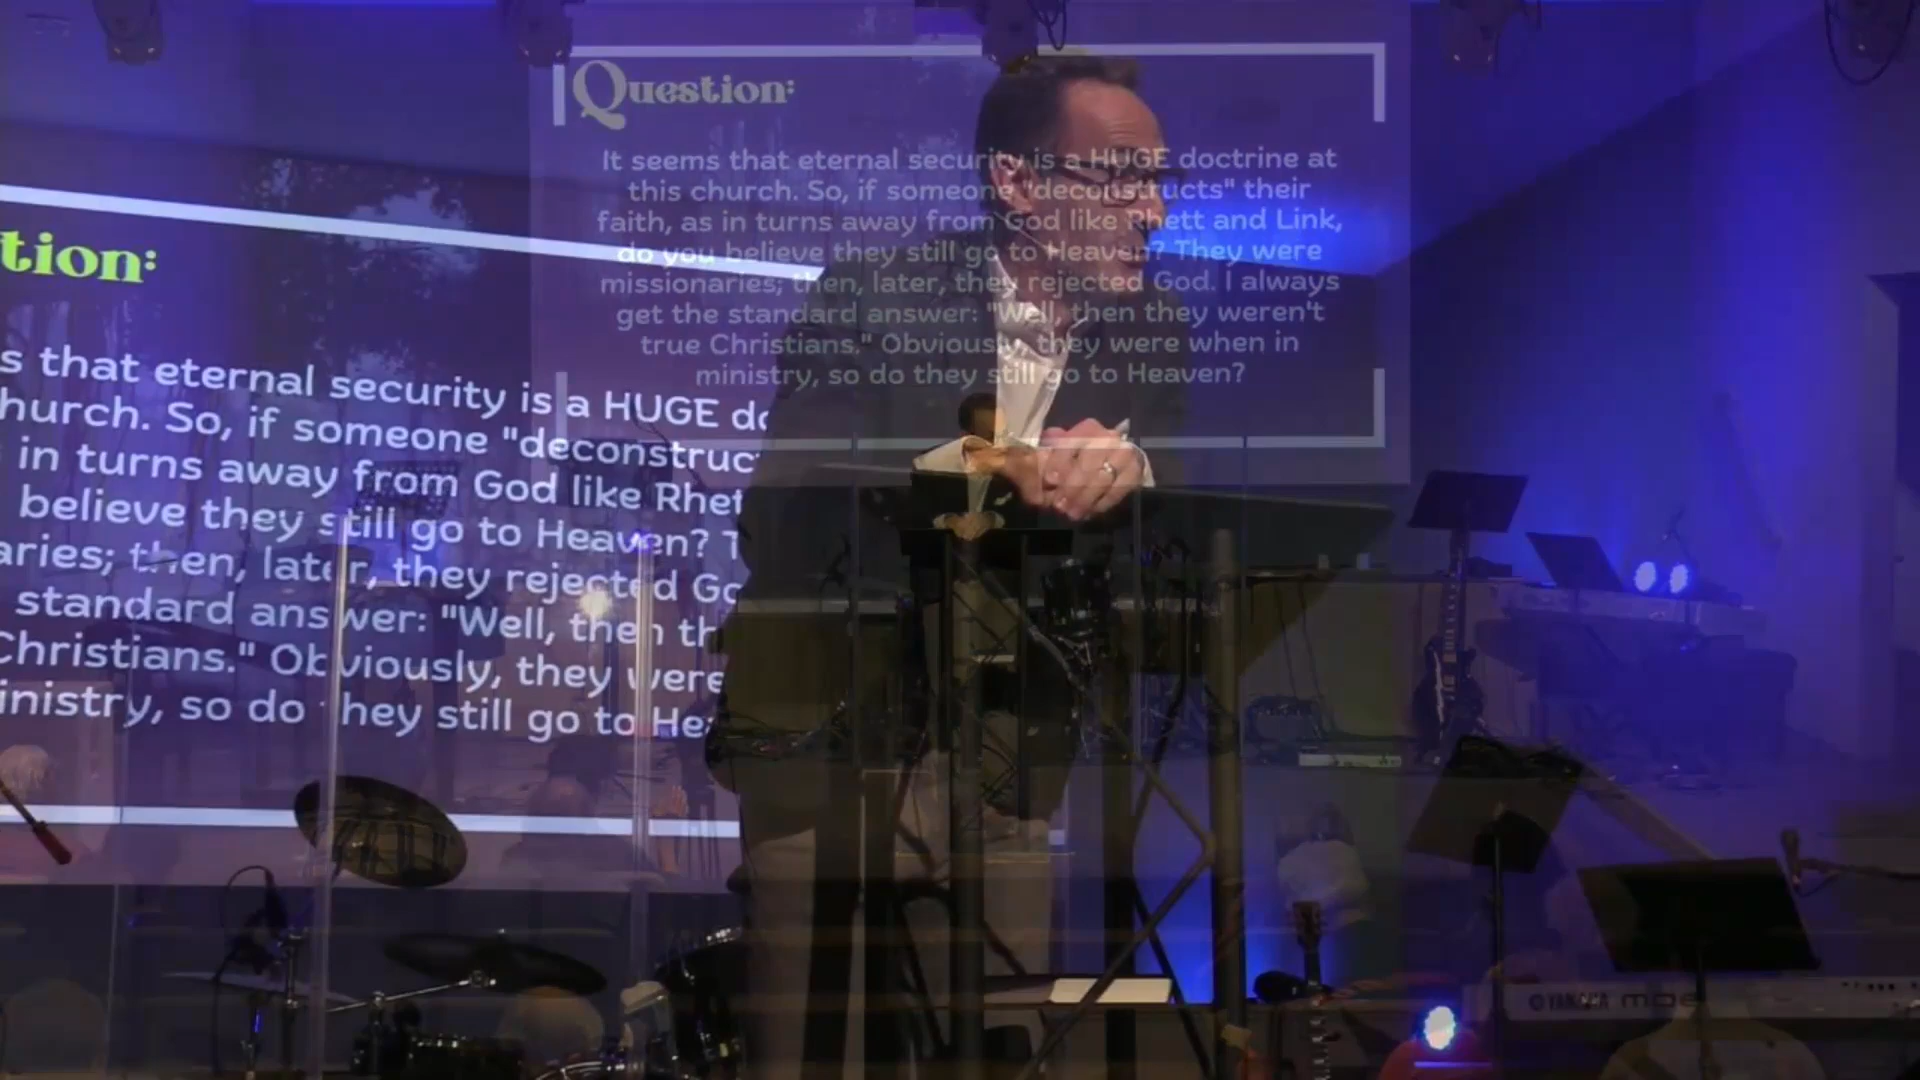 Question:
It seems that eternal security is a HUGE doctrine at
this church. So, if someone "deconstructs" their
faith, as in turns away from God like Rhett and Link,
do you believe they still go to Heaven? They were
missionaries; then, later, they rejected God. I always
get the standard answer: "Well, then they weren't
true Christians." Obviously, they were when in
ministry, so do they still go to Heaven?
tion:
s that eternal security is a HUGE do
hurch. So, if someone "deconstruc
in turns away from God like Rhet
believe they still go to Heaven? T
aries; then, later, they rejected Go
standard answer: "Well, then th
Christians." Obviously, they were
inistry, so do they still go to Hea
YAMAHA